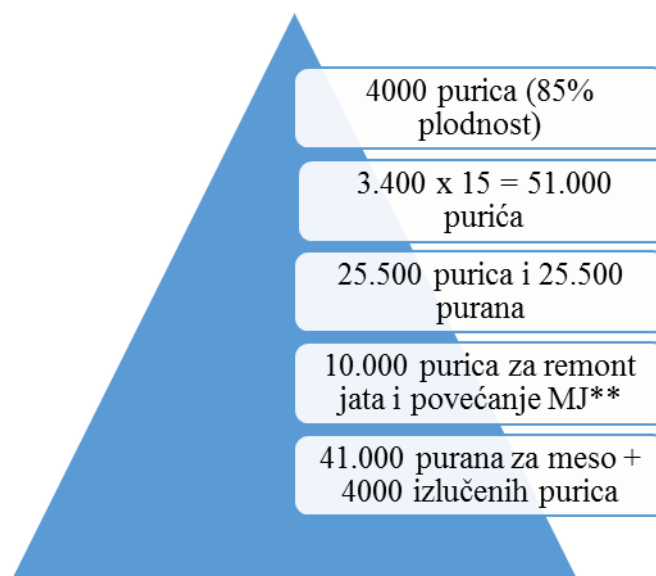 4000 purica (85%
plodnost)
3.400 x 15 = 51.000
purića
25.500 purica i 25.500
purana
10.000 purica za remont
jata i povećanje MJ**
41.000 purana za meso +
4000 izlučenih purica